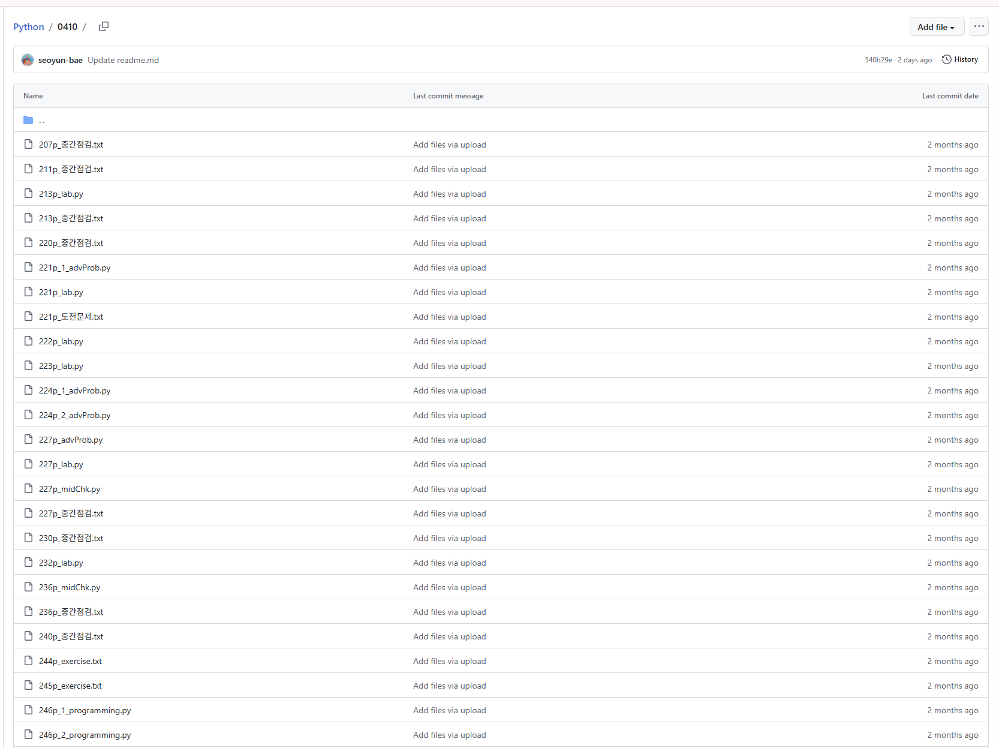 Python / 0410 /
Add file
seoyun-bae Update readme.md
540b29e · 2 days ago
History
Name Last commit message Last commit date
..
207p_중간점검.txt Add files via upload 2 months ago
211p_중간점검.txt Add files via upload 2 months ago
213p_lab.py Add files via upload 2 months ago
213p_중간점검.txt Add files via upload 2 months ago
220p_중간점검.txt Add files via upload 2 months ago
221p_1_advProb.py Add files via upload 2 months ago
221p_lab.py Add files via upload 2 months ago
221p_도전문제.txt Add files via upload 2 months ago
222p_lab.py Add files via upload 2 months ago
223p_lab.py Add files via upload 2 months ago
224p_1_advProb.py Add files via upload 2 months ago
224p_2_advProb.py Add files via upload 2 months ago
227p_advProb.py Add files via upload 2 months ago
227p_lab.py Add files via upload 2 months ago
227p_midChk.py Add files via upload 2 months ago
227p_중간점검.txt Add files via upload 2 months ago
230p_중간점검.txt Add files via upload 2 months ago
232p_lab.py Add files via upload 2 months ago
236p_midChk.py Add files via upload 2 months ago
236p_중간점검.txt Add files via upload 2 months ago
240p_중간점검.txt Add files via upload 2 months ago
244p_exercise.txt Add files via upload 2 months ago
245p_exercise.txt Add files via upload 2 months ago
246p_1_programming.py Add files via upload 2 months ago
246p_2_programming.py Add files via upload 2 months ago